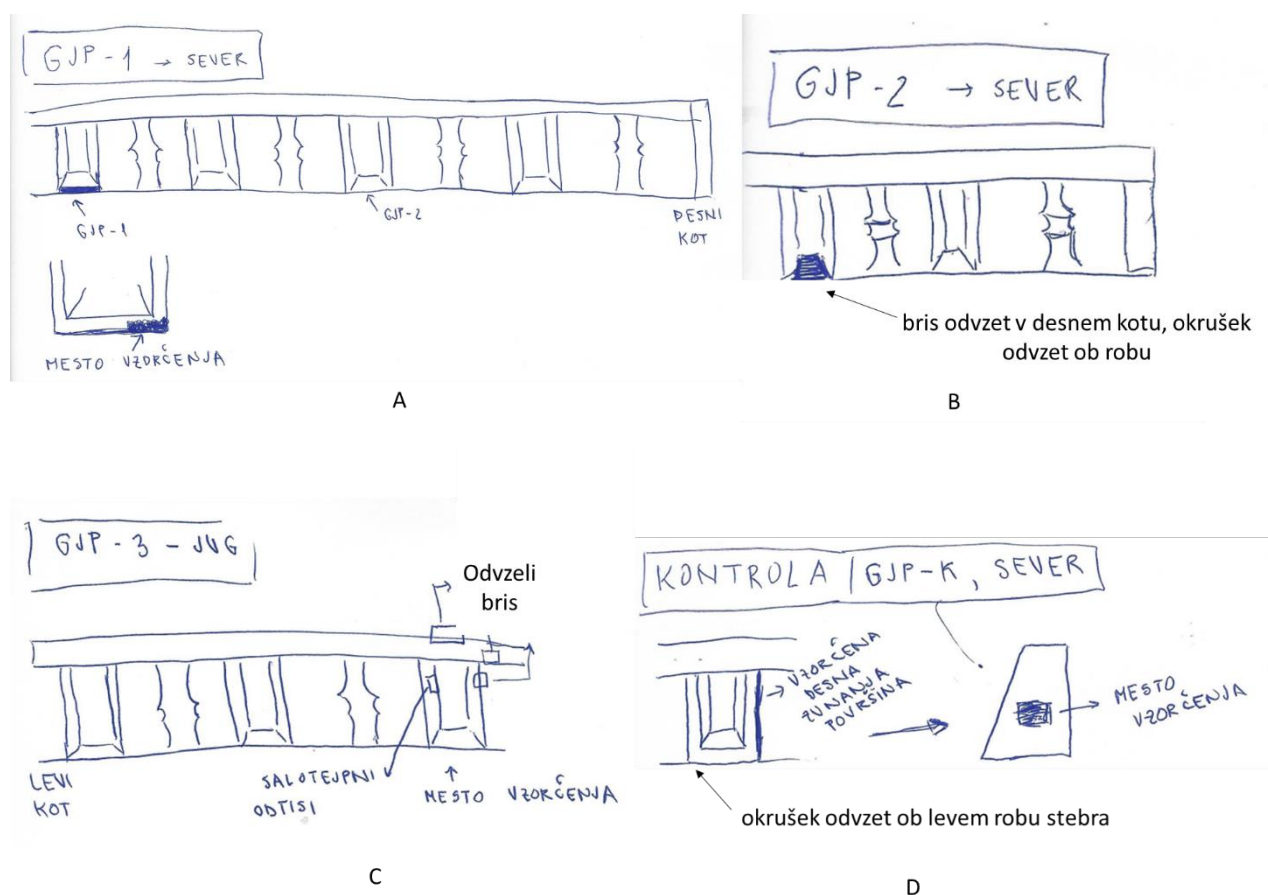 GJP-1 → SEVER
GJP-1
GJP-2
DESNI
KOT
MESTO VZORČENJA
A
GJP-2 → SEVER
bris odvzet v desnem kotu, okrušek
odvzet ob robu
B
GJP-3-JUG
Odvzeli
bris
LEVI
KOT
SALOTEJPNI
ODTISI
MESTO VZORČENJA
C
KONTROLA / GJP-K, SEVER
VZORČENA
DESNA
ZUNANJA
POVRŠINA
MESTO
VZORČENJA
okrušek odvzet ob levem robu stebra
D